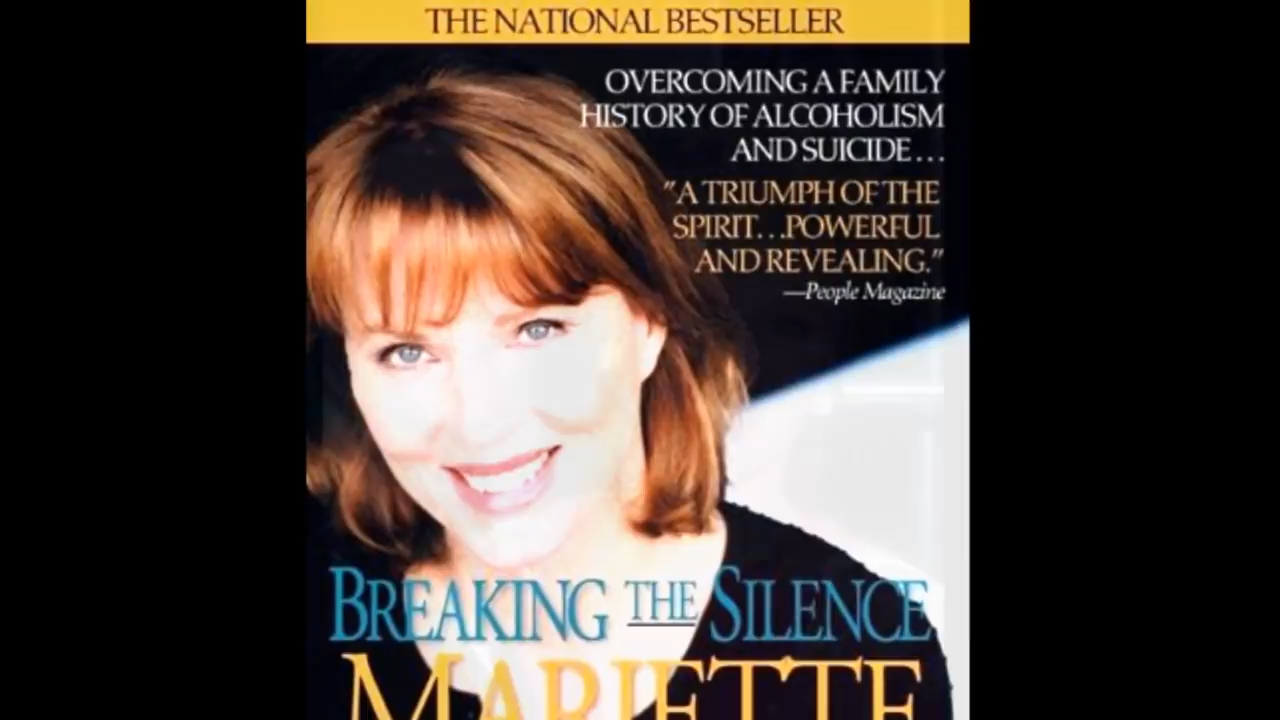 THE NATIONAL BESTSELLER
OVERCOMING A FAMILY
HISTORY OF ALCOHOLISM
AND SUICIDE...
"A TRIUMPH OF THE
SPIRIT...POWERFUL
AND REVEALING."
—People Magazine
BREAKING THE SILENCE
MARIETTE